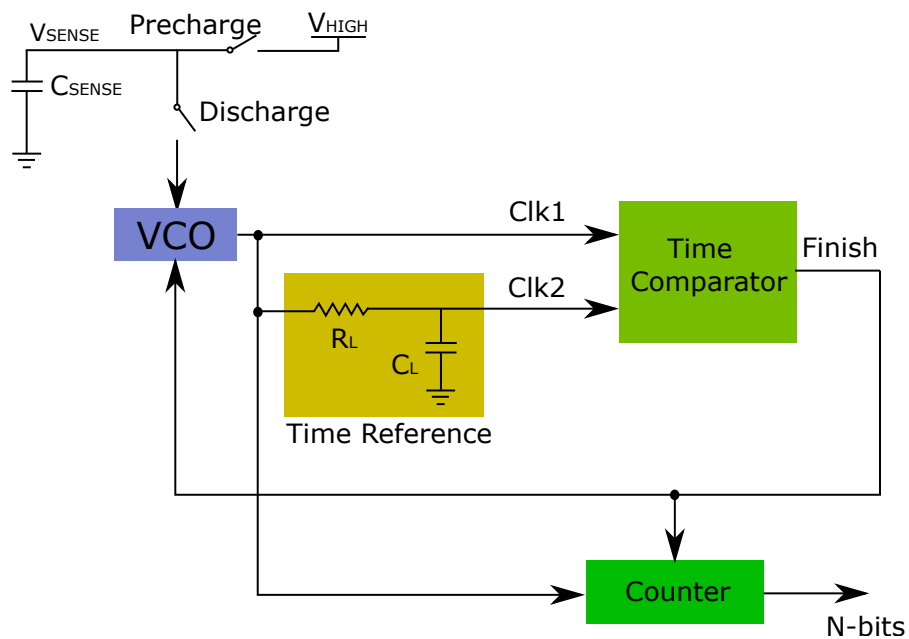 Precharge
VHIGH
VSENSE
CSENSE
Discharge
VCO
Clk1
Time
Comparator
Finish
Clk2
RL
CL
Time Reference
Counter
N-bits